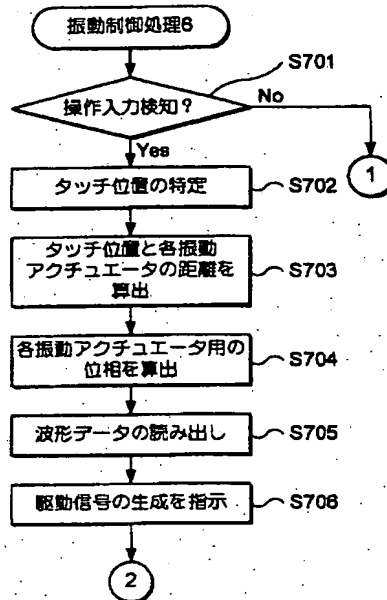 振動制御処理6
S701
操作入力検知?
No
Yes
1
タッチ位置の特定
S702
タッチ位置と各振動
アクチュエータの距離を
算出
S703
各振動アクチュエータ用の
位相を算出
S704
波形データの読み出し
S705
駆動信号の生成を指示
S706
2